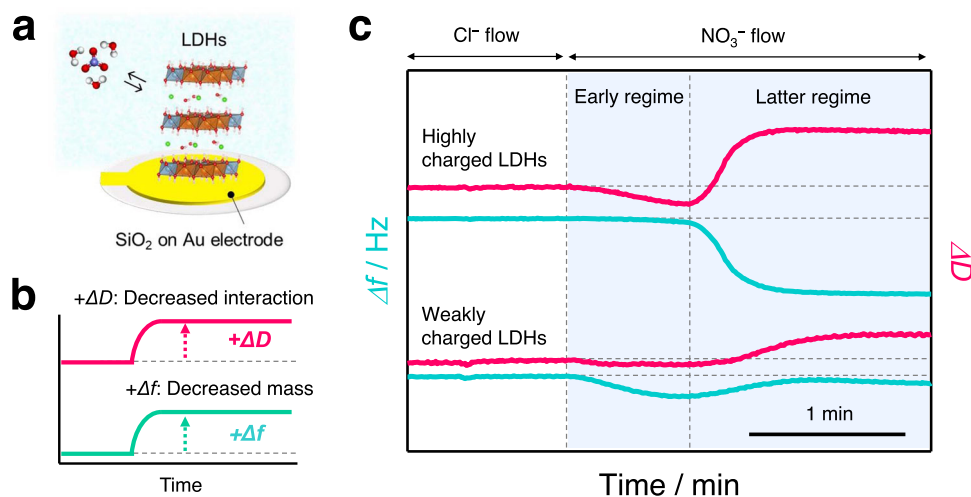 a
LDHs
SiO₂ on Au electrode
b
+ΔD: Decreased interaction
+ΔD
+Δf: Decreased mass
+Δf
Time
c
Cl⁻ flow
NO₃⁻ flow
Early regime
Latter regime
Highly
charged LDHs
Δf / Hz
ΔD
Weakly
charged LDHs
1 min
Time / min